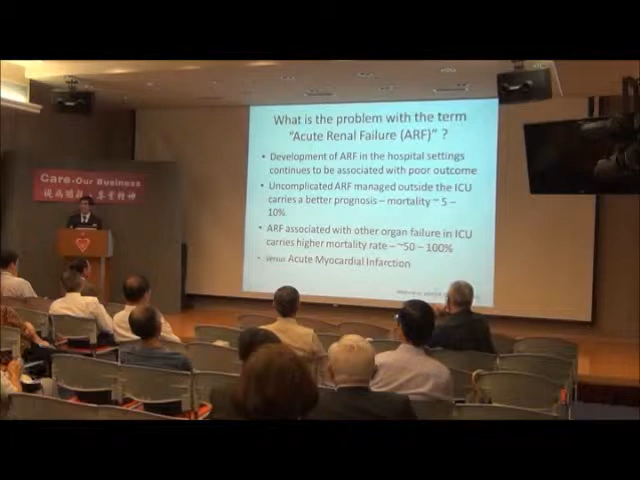 What is the problem with the term
"Acute Renal Failure (ARF)" ?
• Development of ARF in the hospital settings
continues to be associated with poor outcome
• Uncomplicated ARF managed outside the ICU
carries a better prognosis – mortality ~ 5 –
10%
• ARF associated with other organ failure in ICU
carries higher mortality rate – ~50 – 100%
• versus Acute Myocardial Infarction
Care-Our Business